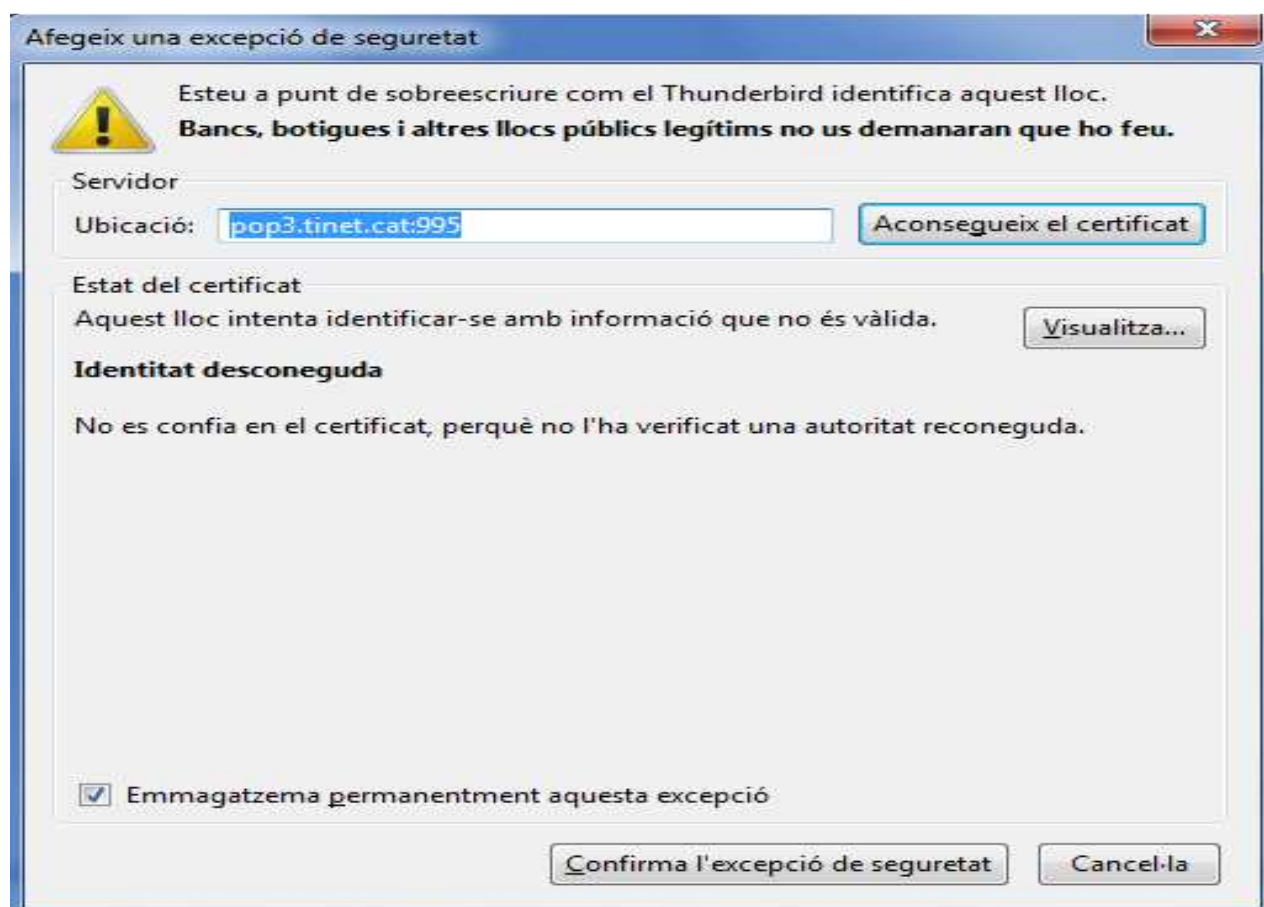 Afegeix una excepció de seguretat
Esteu a punt de sobreescriure com el Thunderbird identifica aquest lloc.
Bancs, botigues i altres llocs públics legítims no us demanaran que ho feu.
Servidor
Ubicació: pop3.tinet.cat:995 Aconsegueix el certificat
Estat del certificat
Aquest lloc intenta identificar-se amb informació que no és vàlida. Visualitza...
Identitat desconeguda
No es confia en el certificat, perquè no l'ha verificat una autoritat reconeguda.
Emmagatzema permanentment aquesta excepció
Confirma l'excepció de seguretat Cancel·la